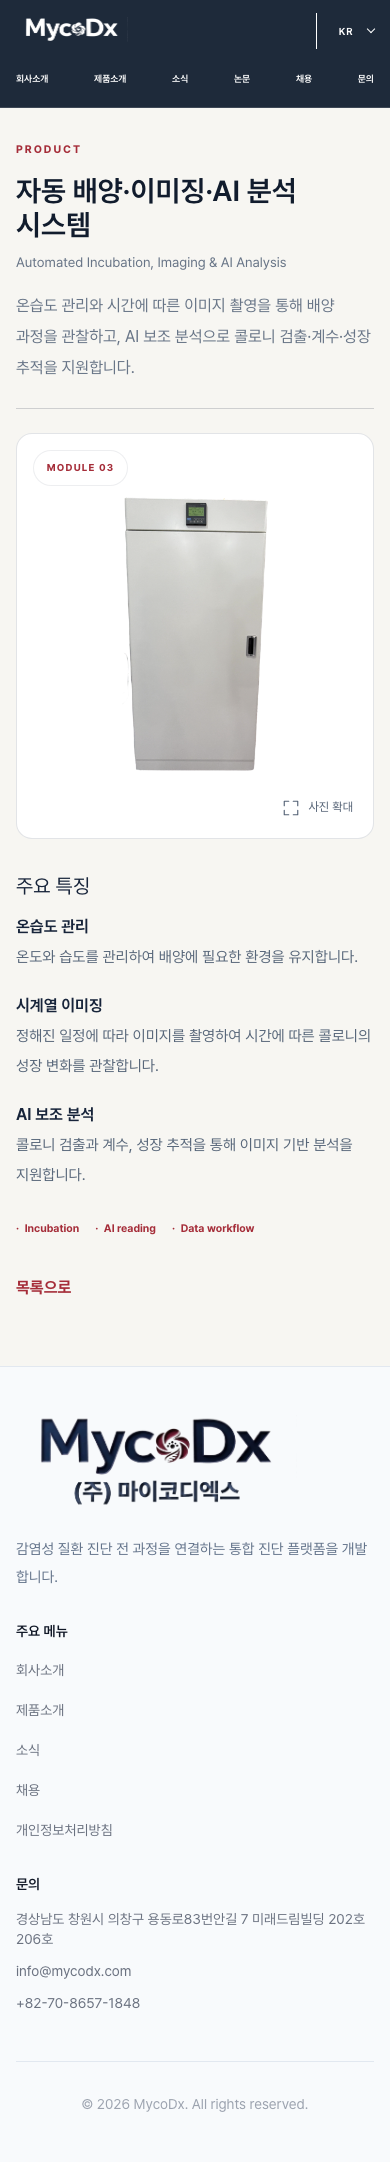 MycoDx
KR
회사소개 제품소개 소식 논문 채용 문의
PRODUCT
자동 배양·이미징·AI 분석
시스템
Automated Incubation, Imaging & AI Analysis
온습도 관리와 시간에 따른 이미지 촬영을 통해 배양
과정을 관찰하고, AI 보조 분석으로 콜로니 검출·계수·성장
추적을 지원합니다.
MODULE 03
사진 확대
주요 특징
온습도 관리
온도와 습도를 관리하여 배양에 필요한 환경을 유지합니다.
시계열 이미징
정해진 일정에 따라 이미지를 촬영하여 시간에 따른 콜로니의
성장 변화를 관찰합니다.
AI 보조 분석
콜로니 검출과 계수, 성장 추적을 통해 이미지 기반 분석을
지원합니다.
· Incubation · AI reading · Data workflow
목록으로
MycoDx
(주) 마이코디엑스
감염성 질환 진단 전 과정을 연결하는 통합 진단 플랫폼을 개발
합니다.
주요 메뉴
회사소개
제품소개
소식
채용
개인정보처리방침
문의
경상남도 창원시 의창구 용동로83번안길 7 미래드림빌딩 202호
206호
info@mycodx.com
+82-70-8657-1848
© 2026 MycoDx. All rights reserved.